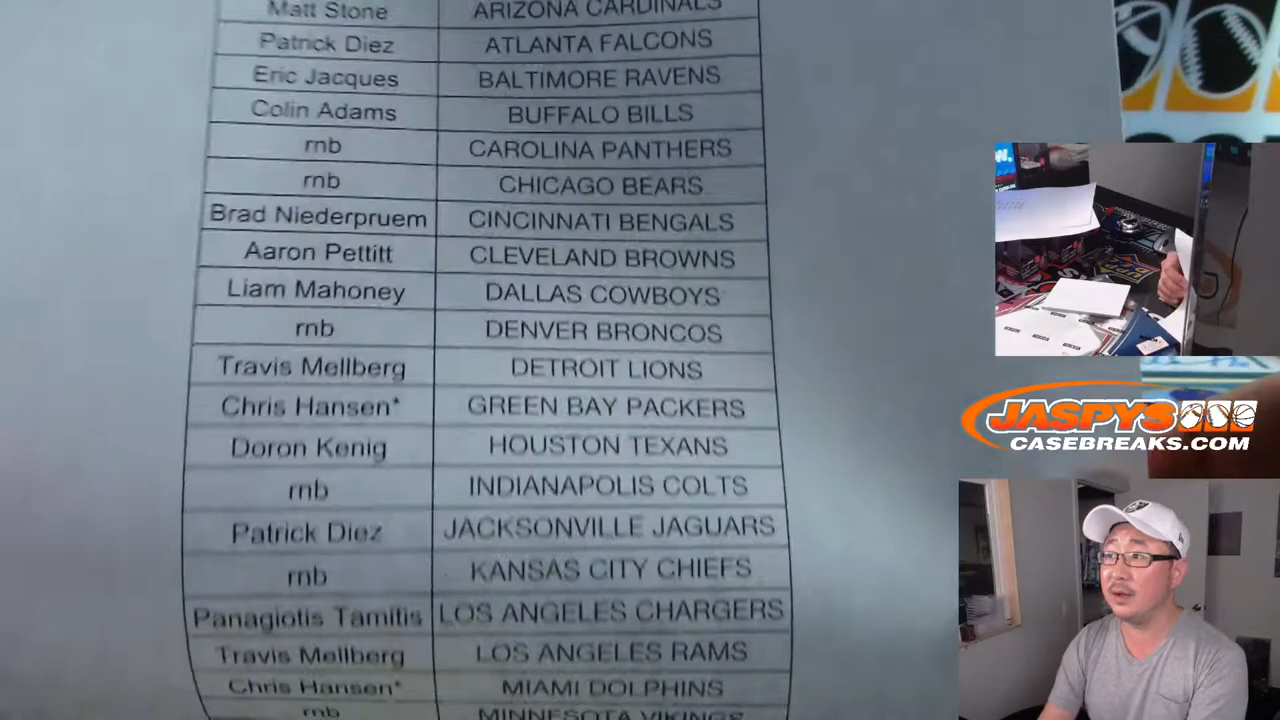 Matt Stone ARIZONA CARDINALS
Patrick Diez ATLANTA FALCONS
Eric Jacques BALTIMORE RAVENS
Colin Adams BUFFALO BILLS
rnb CAROLINA PANTHERS
rnb CHICAGO BEARS
Brad Niederpruem CINCINNATI BENGALS
Aaron Pettitt CLEVELAND BROWNS
Liam Mahoney DALLAS COWBOYS
rnb DENVER BRONCOS
Travis Mellberg DETROIT LIONS
Chris Hansen* GREEN BAY PACKERS
Doron Kenig HOUSTON TEXANS
rnb INDIANAPOLIS COLTS
Patrick Diez JACKSONVILLE JAGUARS
rnb KANSAS CITY CHIEFS
Panagiotis Tamitis LOS ANGELES CHARGERS
Travis Mellberg LOS ANGELES RAMS
Chris Hansen* MIAMI DOLPHINS
rnb MINNESOTA VIKINGS
JASPYS
CASEBREAKS.COM